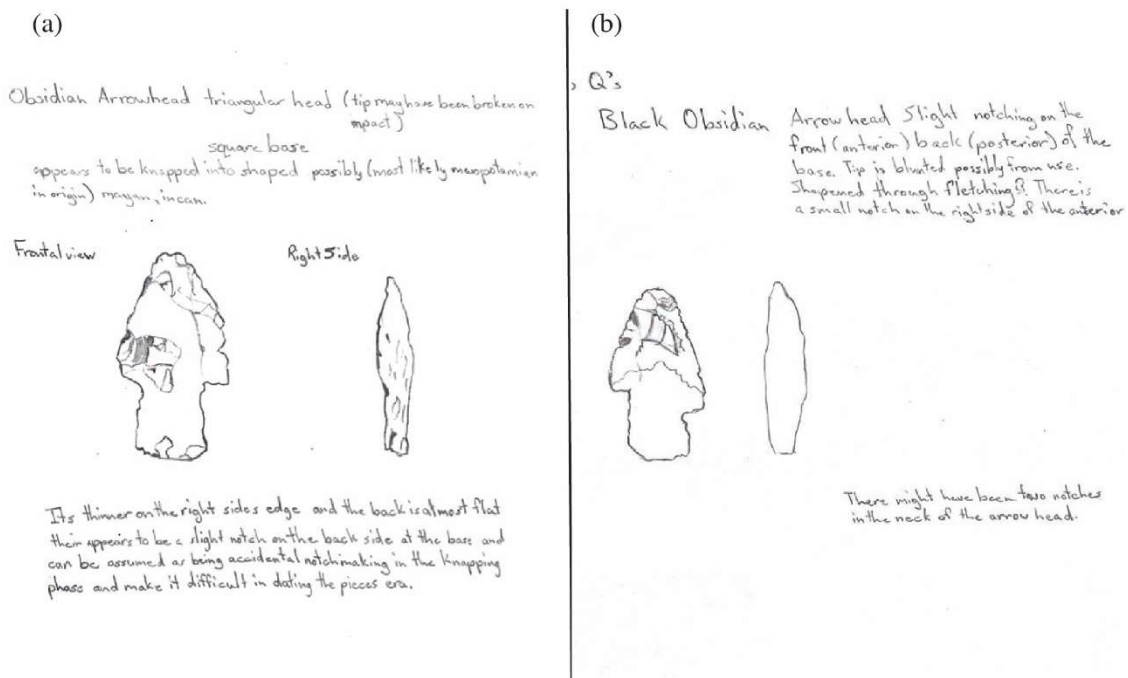 (a)
Obsidian Arrowhead triangular head (tip may have been broken on
mpact)
square base
appears to be knapped into shaped possibly (most likely mesopotamian
in origin) mayan, incan.
Frontal view
Right Side
Its thinner on the right sides edge and the back is almost flat
their appears to be a slight notch on the back side at the base and
can be assumed as being accidental notchmaking in the Knapping
phase and make it difficult in dating the pieces era.
(b)
Q's
Black Obsidian Arrow head Slight notching on the
front (anterior) back (posterior) of the
base. Tip is blunted possibly from use.
Shapened through fletching?. There is
a small notch on the right side of the anterior
There might have been two notches
in the neck of the arrow head.